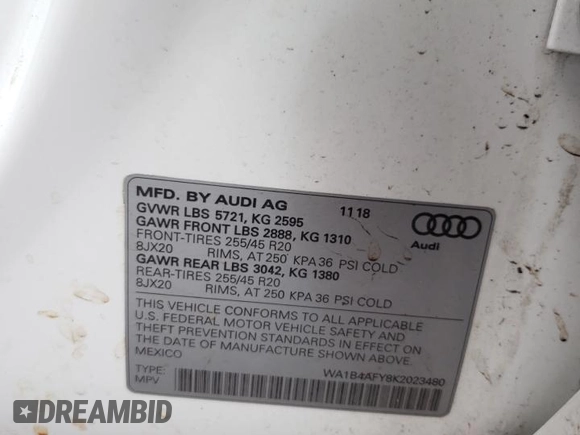 MFD. BY AUDI AG
GVWR LBS 5721, KG 2595 11 18
GAWR FRONT LBS 2888, KG 1310
FRONT-TIRES 255/45 R20
8JX20 RIMS, AT 250 KPA 36 PSI COLD
GAWR REAR LBS 3042, KG 1380
REAR-TIRES 255/45 R20
8JX20 RIMS, AT 250 KPA 36 PSI COLD
Audi
THIS VEHICLE CONFORMS TO ALL APPLICABLE
U.S. FEDERAL MOTOR VEHICLE SAFETY AND
THEFT PREVENTION STANDARDS IN EFFECT ON
THE DATE OF MANUFACTURE SHOWN ABOVE.
MEXICO
TYPE:
MPV WA1B4AFY8K2023480
DREAMBID